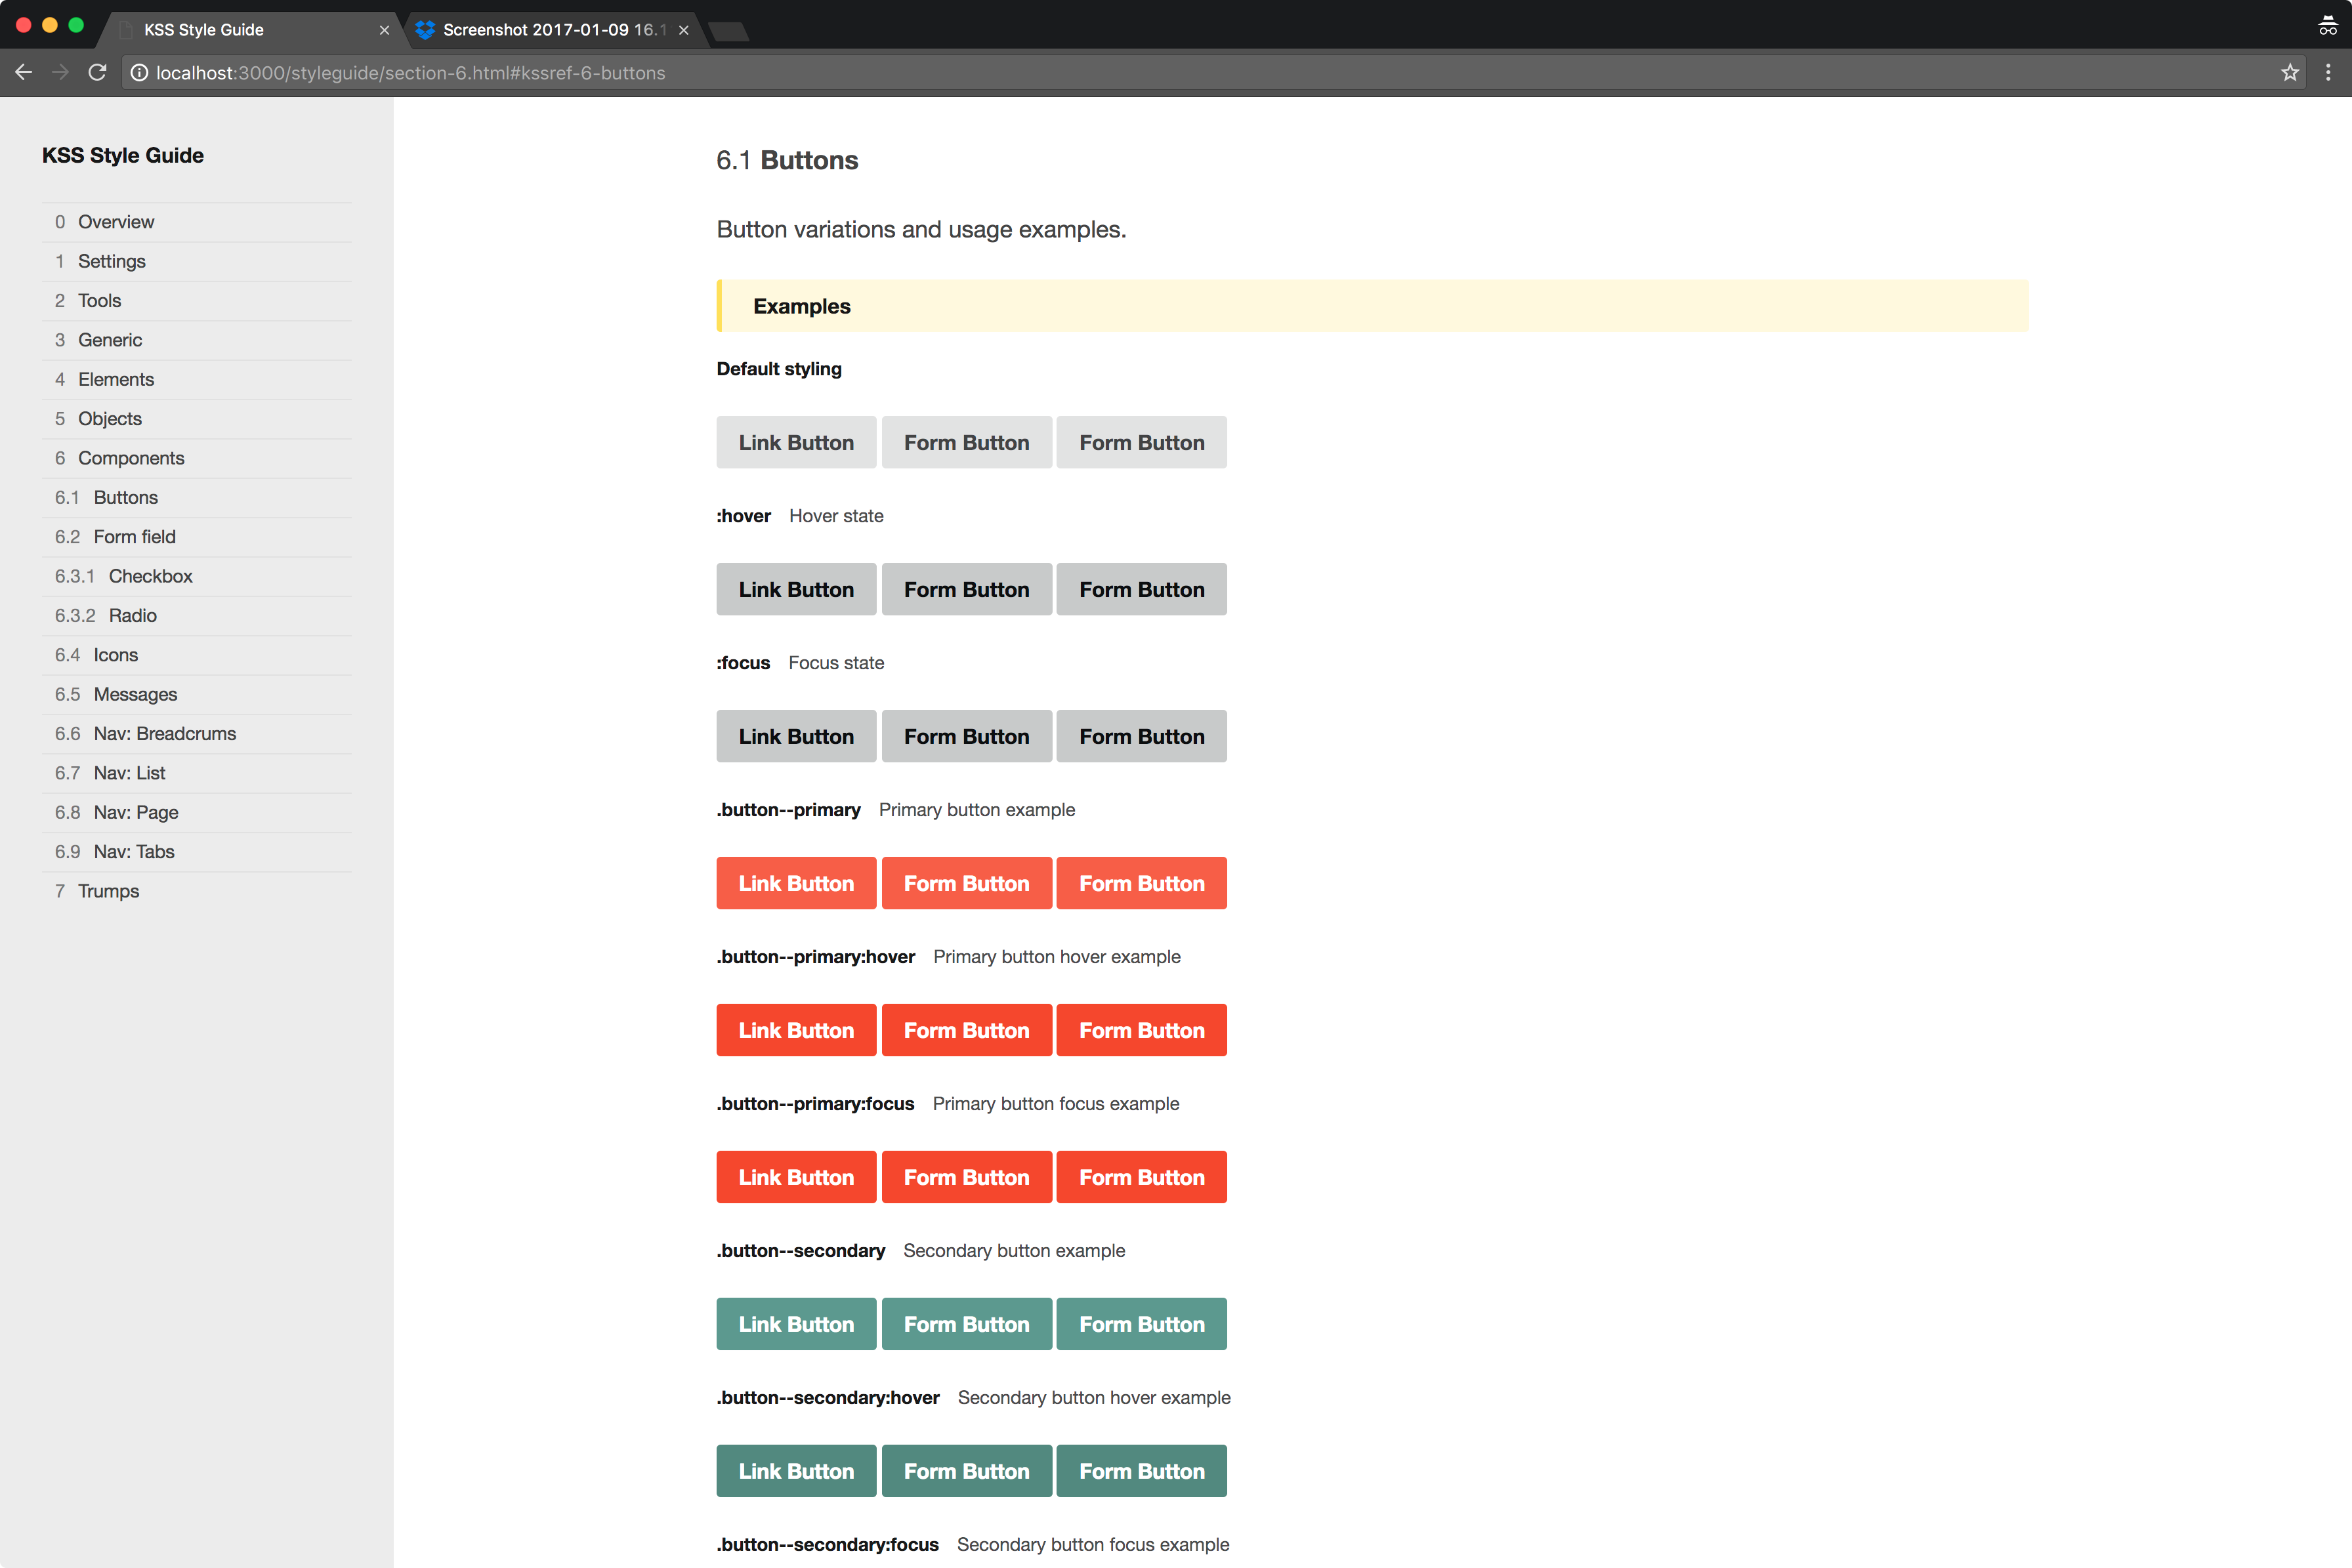 KSS Style Guide
Screenshot 2017-01-09 16.1
localhost:3000/styleguide/section-6.html#kssref-6-buttons
KSS Style Guide
0 Overview
1 Settings
2 Tools
3 Generic
4 Elements
5 Objects
6 Components
6.1 Buttons
6.2 Form field
6.3.1 Checkbox
6.3.2 Radio
6.4 Icons
6.5 Messages
6.6 Nav: Breadcrums
6.7 Nav: List
6.8 Nav: Page
6.9 Nav: Tabs
7 Trumps
6.1 Buttons
Button variations and usage examples.
Examples
Default styling
Link Button Form Button Form Button
:hover Hover state
Link Button Form Button Form Button
:focus Focus state
Link Button Form Button Form Button
.button--primary Primary button example
Link Button Form Button Form Button
.button--primary:hover Primary button hover example
Link Button Form Button Form Button
.button--primary:focus Primary button focus example
Link Button Form Button Form Button
.button--secondary Secondary button example
Link Button Form Button Form Button
.button--secondary:hover Secondary button hover example
Link Button Form Button Form Button
.button--secondary:focus Secondary button focus example